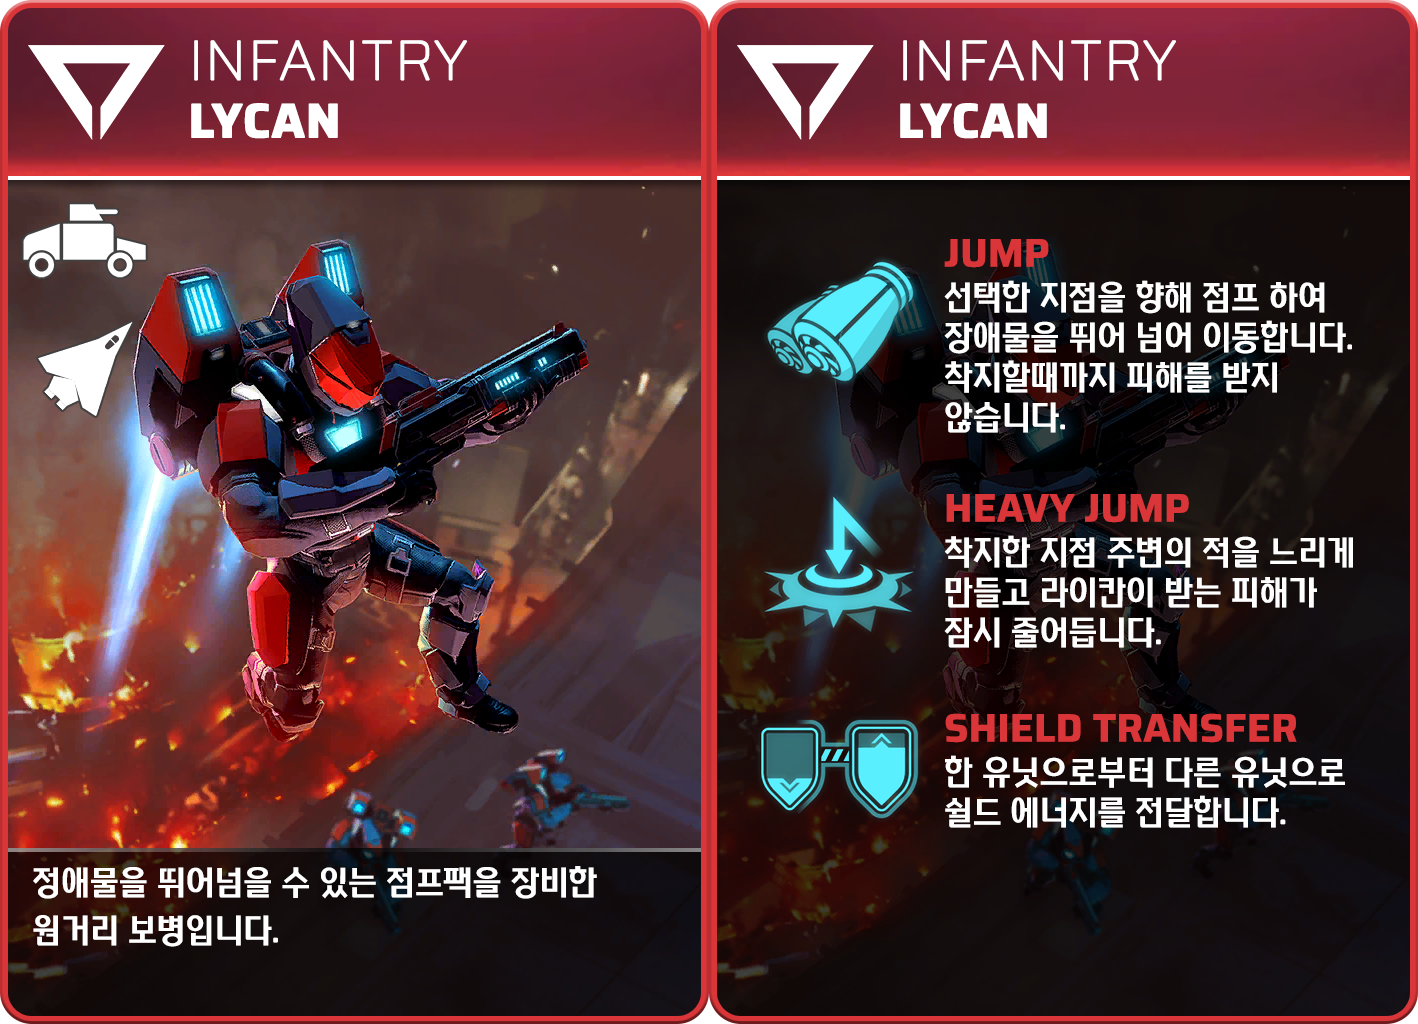 INFANTRY
LYCAN
정애물을 뛰어넘을 수 있는 점프팩을 장비한
원거리 보병입니다.
INFANTRY
LYCAN
JUMP
선택한 지점을 향해 점프 하여
장애물을 뛰어 넘어 이동합니다.
착지할때까지 피해를 받지
않습니다.
HEAVY JUMP
착지한 지점 주변의 적을 느리게
만들고 라이칸이 받는 피해가
잠시 줄어듭니다.
SHIELD TRANSFER
한 유닛으로부터 다른 유닛으로
쉴드 에너지를 전달합니다.